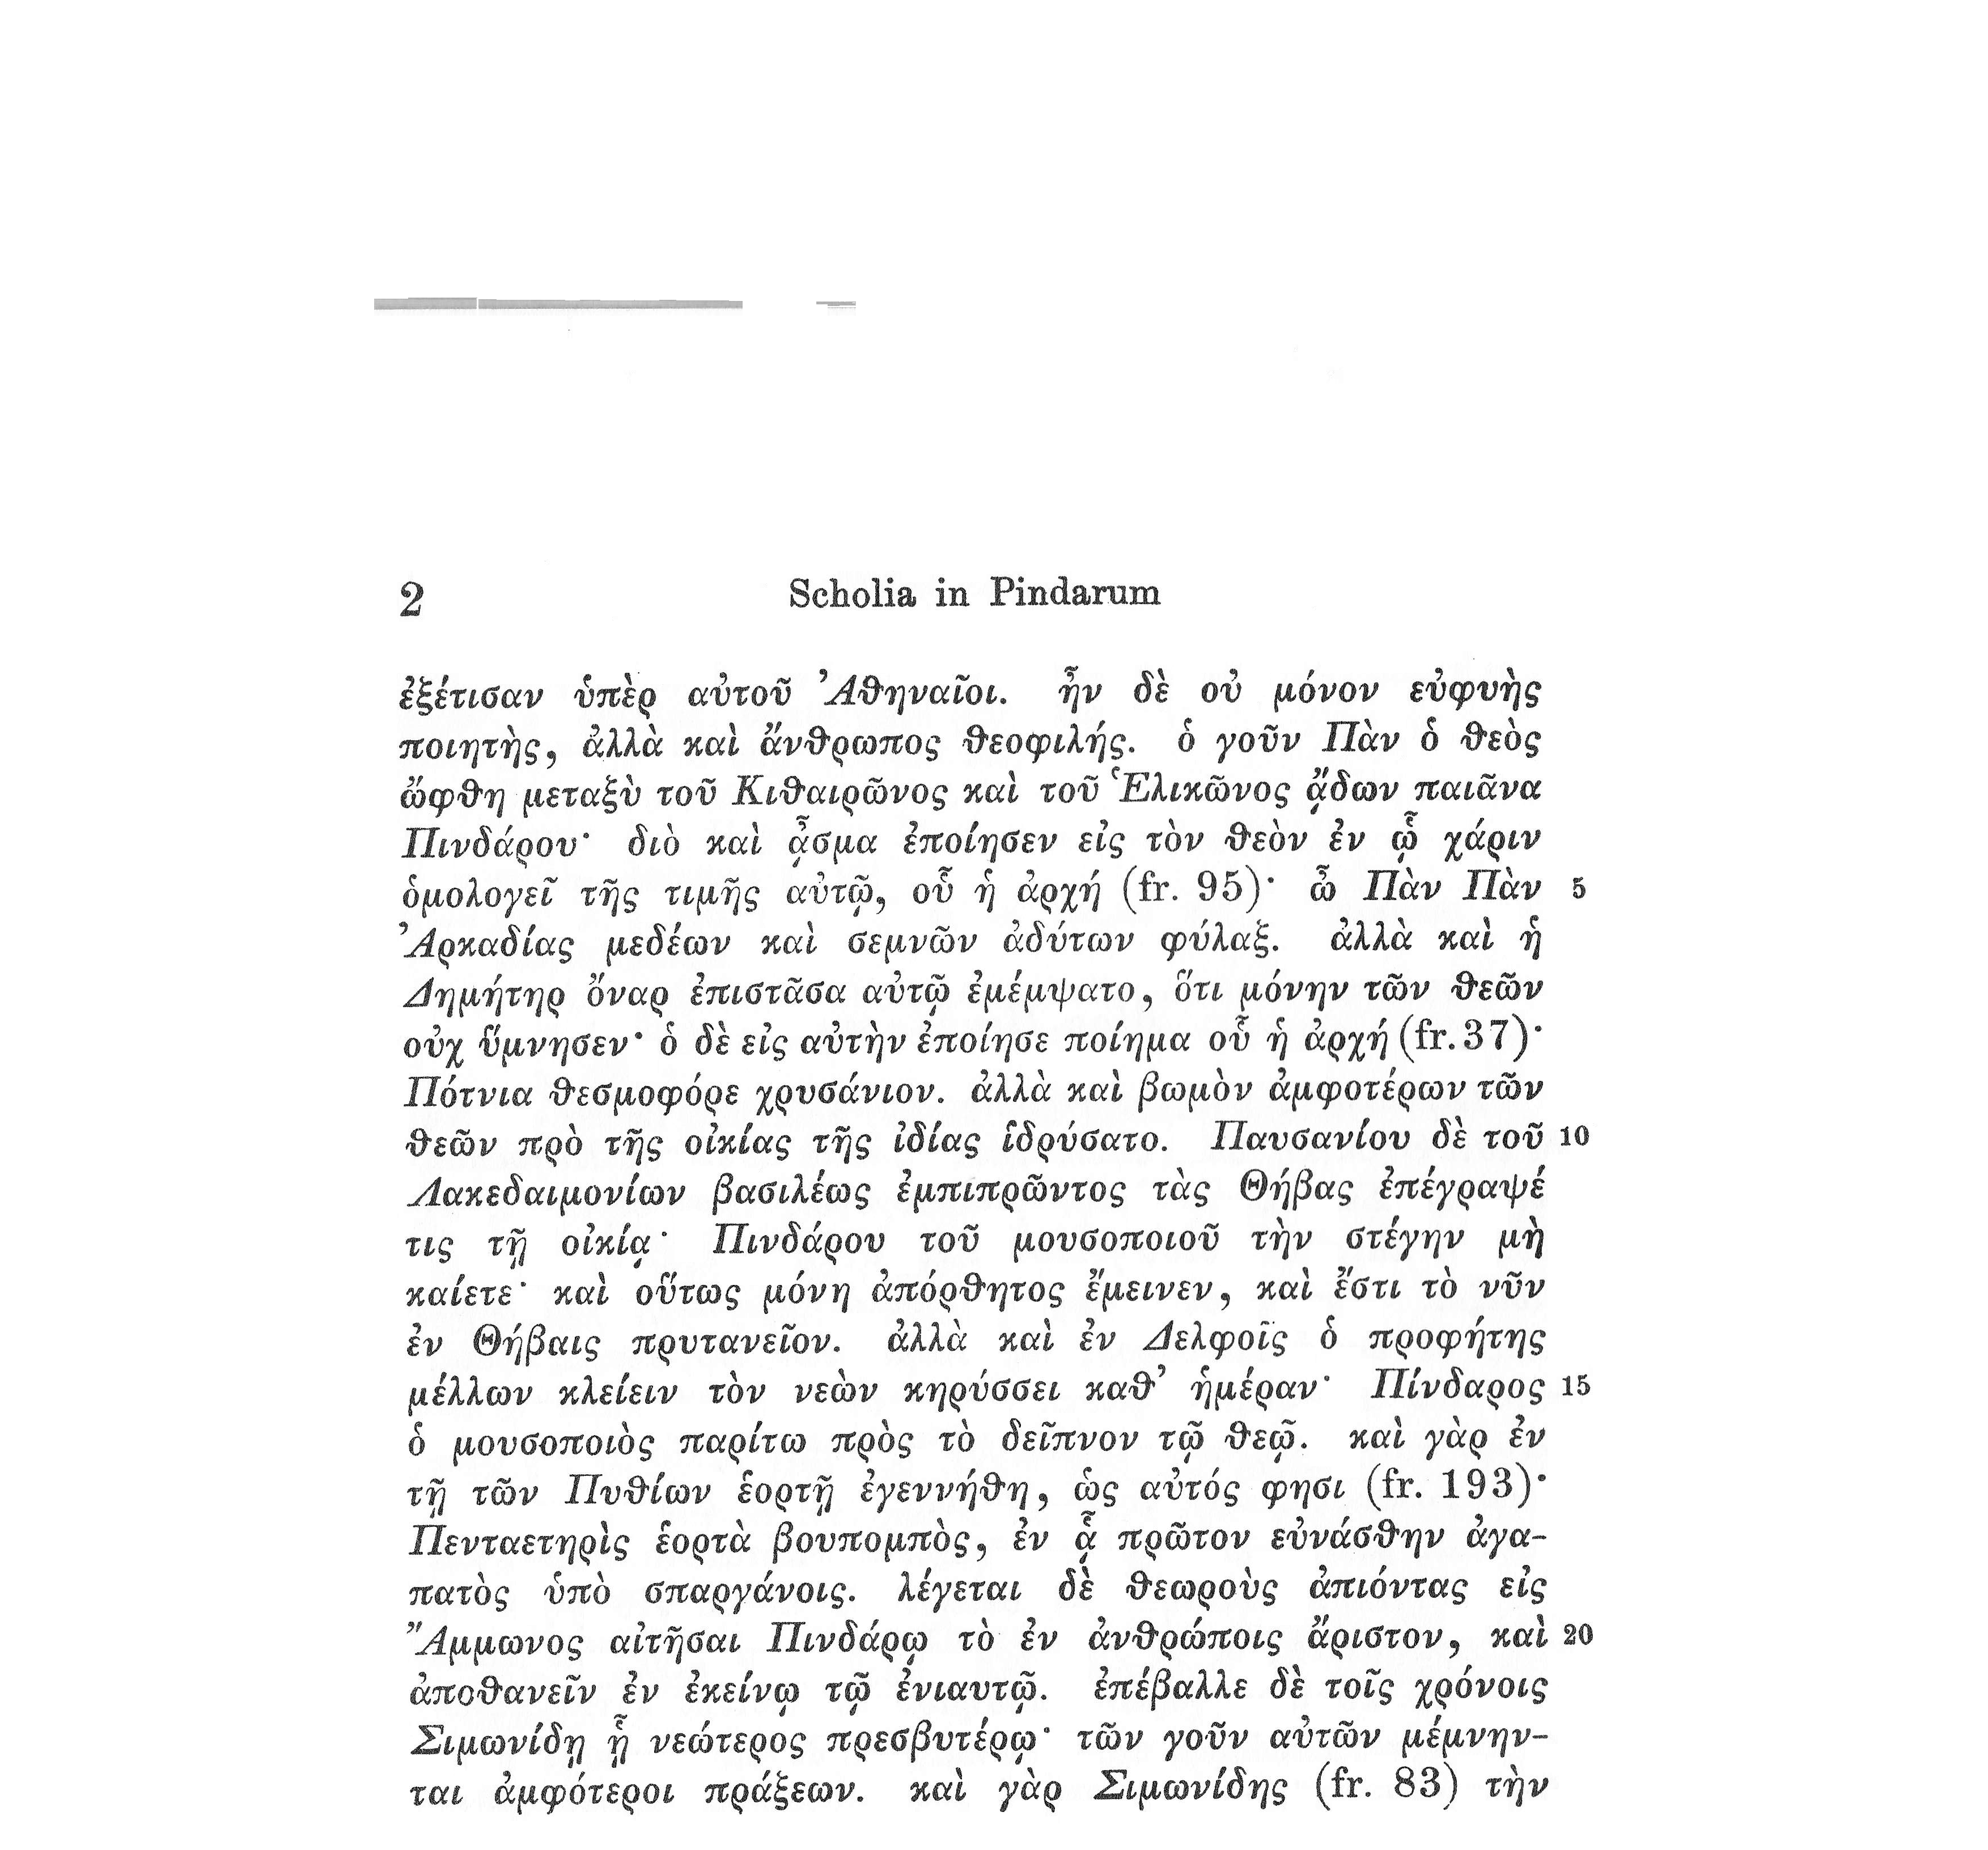 2 Scholia in Pindarum
ἐξέτισαν ὑπὲρ αὐτοῦ Ἀθηναῖοι. ἦν δὲ οὐ μόνον εὐφυὴς
ποιητὴς, ἀλλὰ καὶ ἄνθρωπος θεοφιλής. ὁ γοῦν Πὰν ὁ θεὸς
ὤφθη μεταξὺ τοῦ Κιθαιρῶνος καὶ τοῦ Ἑλικῶνος ᾄδων παιᾶνα
Πινδάρου· διὸ καὶ ᾆσμα ἐποίησεν εἰς τὸν θεὸν ἐν ᾧ χάριν
ὁμολογεῖ τῆς τιμῆς αὐτῷ, οὗ ἡ ἀρχή (fr. 95)· ὦ Πὰν Πὰν 5
Ἀρκαδίας μεδέων καὶ σεμνῶν ἀδύτων φύλαξ. ἀλλὰ καὶ ἡ
Δημήτηρ ὄναρ ἐπιστᾶσα αὐτῷ ἐμέμψατο, ὅτι μόνην τῶν θεῶν
οὐχ ὕμνησεν· ὁ δὲ εἰς αὐτὴν ἐποίησε ποίημα οὗ ἡ ἀρχή (fr. 37)·
Πότνια θεσμοφόρε χρυσάνιον. ἀλλὰ καὶ βωμὸν ἀμφοτέρων τῶν
θεῶν πρὸ τῆς οἰκίας τῆς ἰδίας ἱδρύσατο. Παυσανίου δὲ τοῦ 10
Λακεδαιμονίων βασιλέως ἐμπιπρῶντος τὰς Θήβας ἐπέγραψέ
τις τῇ οἰκίᾳ· Πινδάρου τοῦ μουσοποιοῦ τὴν στέγην μὴ
καίετε· καὶ οὕτως μόνη ἀπόρθητος ἔμεινεν, καὶ ἔστι τὸ νῦν
ἐν Θήβαις πρυτανεῖον. ἀλλὰ καὶ ἐν Δελφοῖς ὁ προφήτης
μέλλων κλείειν τὸν νεὼν κηρύσσει καθ’ ἡμέραν· Πίνδαρος 15
ὁ μουσοποιὸς παρίτω πρὸς τὸ δεῖπνον τῷ θεῷ. καὶ γὰρ ἐν
τῇ τῶν Πυθίων ἑορτῇ ἐγεννήθη, ὡς αὐτός φησι (fr. 193)·
Πενταετηρὶς ἑορτὰ βουπομπὸς, ἐν ᾇ πρῶτον εὐνάσθην ἀγα-
πατὸς ὑπὸ σπαργάνοις. λέγεται δὲ θεωροὺς ἀπιόντας εἰς
Ἄμμωνος αἰτῆσαι Πινδάρῳ τὸ ἐν ἀνθρώποις ἄριστον, καὶ 20
ἀποθανεῖν ἐν ἐκείνῳ τῷ ἐνιαυτῷ. ἐπέβαλλε δὲ τοῖς χρόνοις
Σιμωνίδῃ ᾗ νεώτερος πρεσβυτέρῳ· τῶν γοῦν αὐτῶν μέμνην-
ται ἀμφότεροι πράξεων. καὶ γὰρ Σιμωνίδης (fr. 83) τὴν